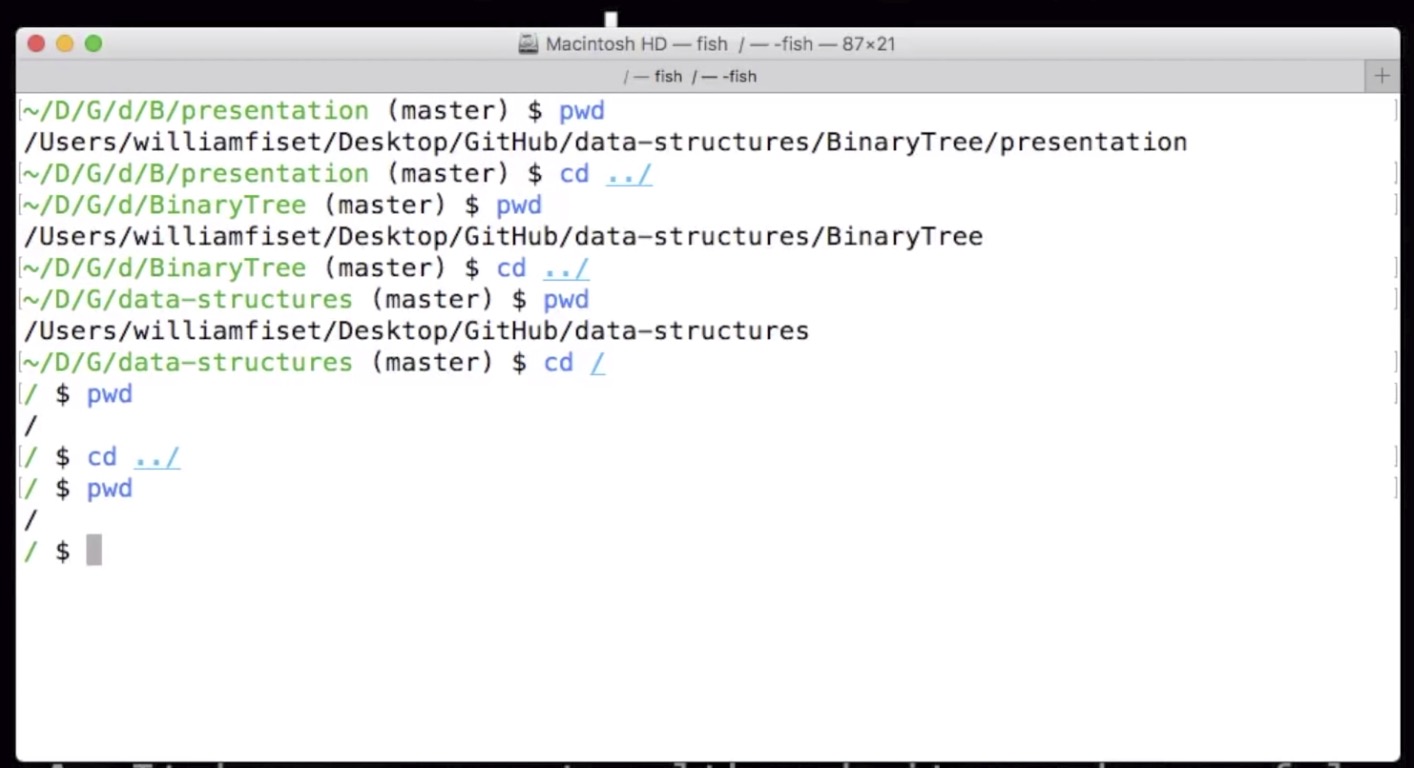 Macintosh HD — fish  / — -fish — 87×21
/ — fish  / — -fish
~/D/G/d/B/presentation (master) $ pwd
/Users/williamfiset/Desktop/GitHub/data-structures/BinaryTree/presentation
~/D/G/d/B/presentation (master) $ cd ../
~/D/G/d/BinaryTree (master) $ pwd
/Users/williamfiset/Desktop/GitHub/data-structures/BinaryTree
~/D/G/d/BinaryTree (master) $ cd ../
~/D/G/data-structures (master) $ pwd
/Users/williamfiset/Desktop/GitHub/data-structures
~/D/G/data-structures (master) $ cd /
/ $ pwd
/
/ $ cd ../
/ $ pwd
/
/ $